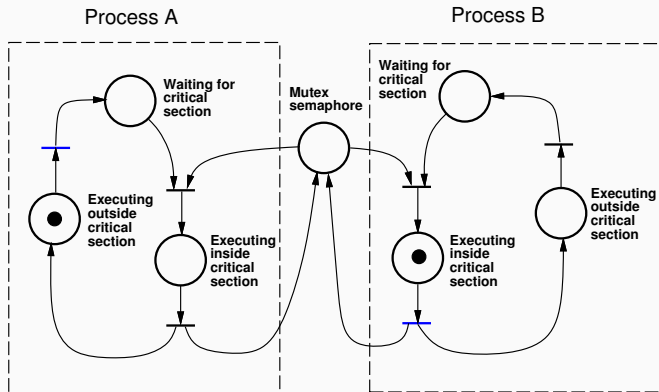 Process A
Process B
Waiting for
critical
section
Mutex
semaphore
Waiting for
critical
section
Executing
outside
critical
section
Executing
inside
critical
section
Executing
inside
critical
section
Executing
outside
critical
section